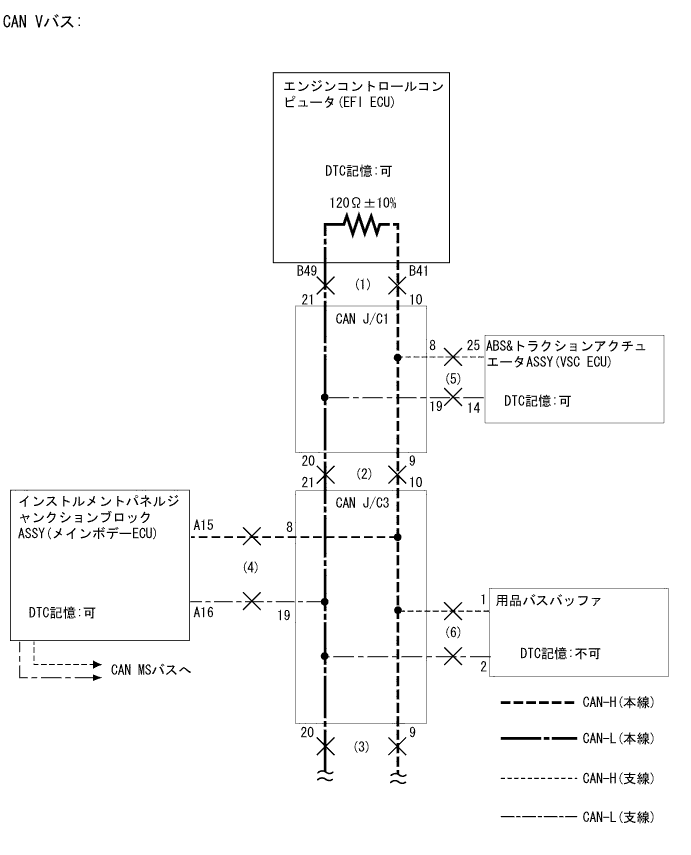 CAN Vバス:
エンジンコントロールコン
ピュータ(EFI ECU)
DTC記憶:可
120Ω±10%
B49
(1)
B41
21
10
CAN J/C1
8
25
ABS&トラクションアクチュ
エータASSY(VSC ECU)
(5)
DTC記憶:可
19
14
20
(2)
9
21
10
CAN J/C3
インストルメントパネルジ
ャンクションブロック
ASSY(メインボデーECU)
DTC記憶:可
A15
8
(4)
A16
19
CAN MSバスへ
1
用品バスバッファ
(6)
DTC記憶:不可
2
20
(3)
9
CAN-H(本線)
CAN-L(本線)
CAN-H(支線)
CAN-L(支線)